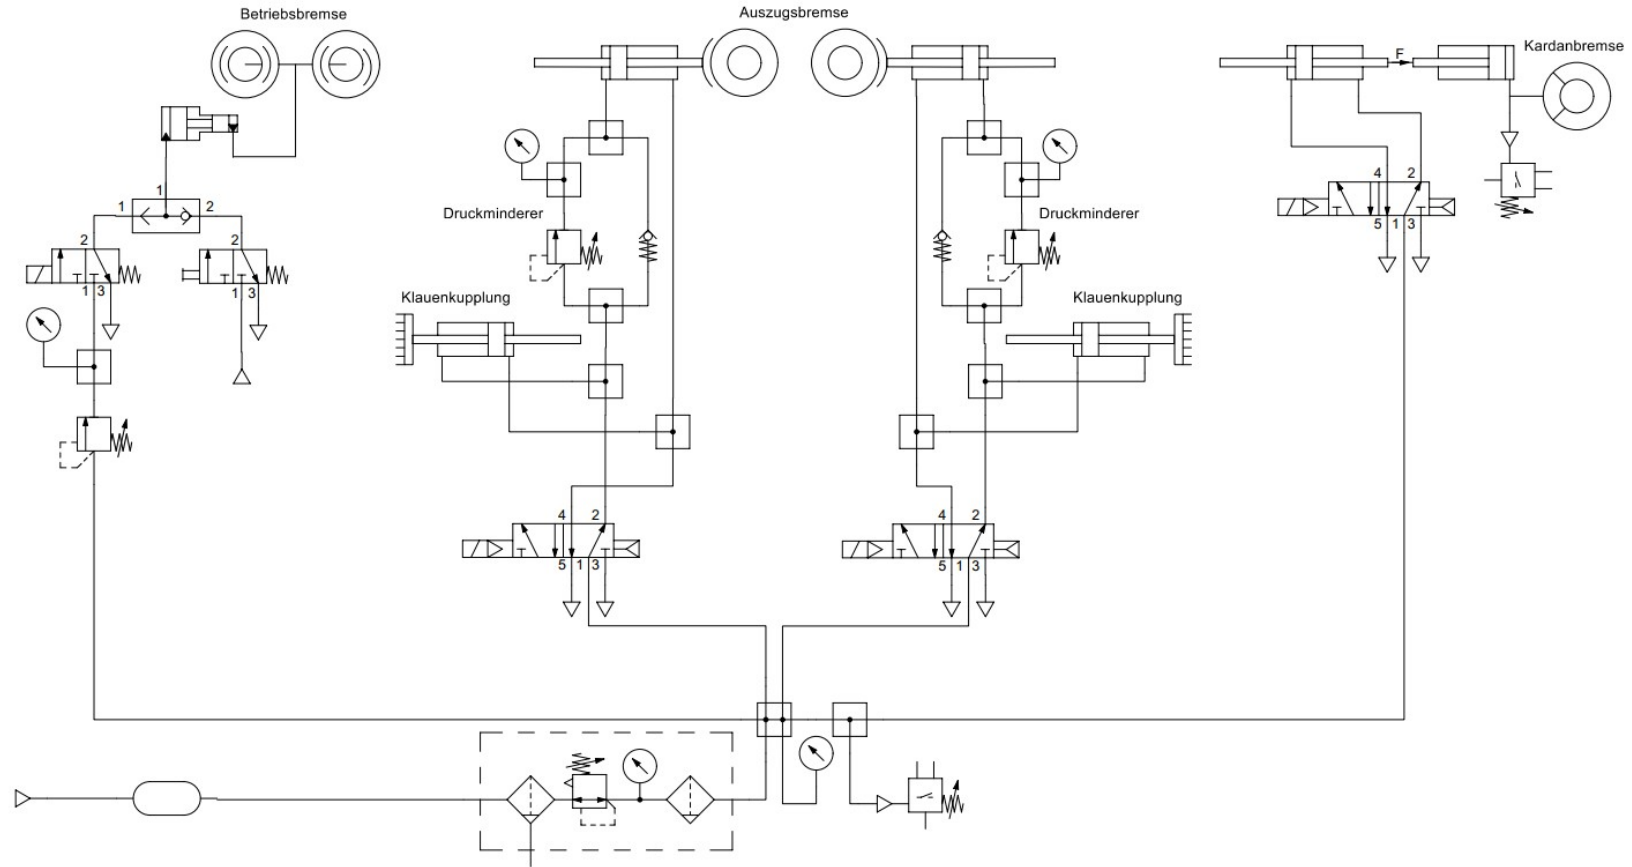 Betriebsbremse
Auszugsbremse
Kardanbremse
F
1
1 2
4 2
5 1 3
Druckminderer
Druckminderer
2
2
1 3
1 3
Klauenkupplung
Klauenkupplung
4 2
5 1 3
4 2
5 1 3